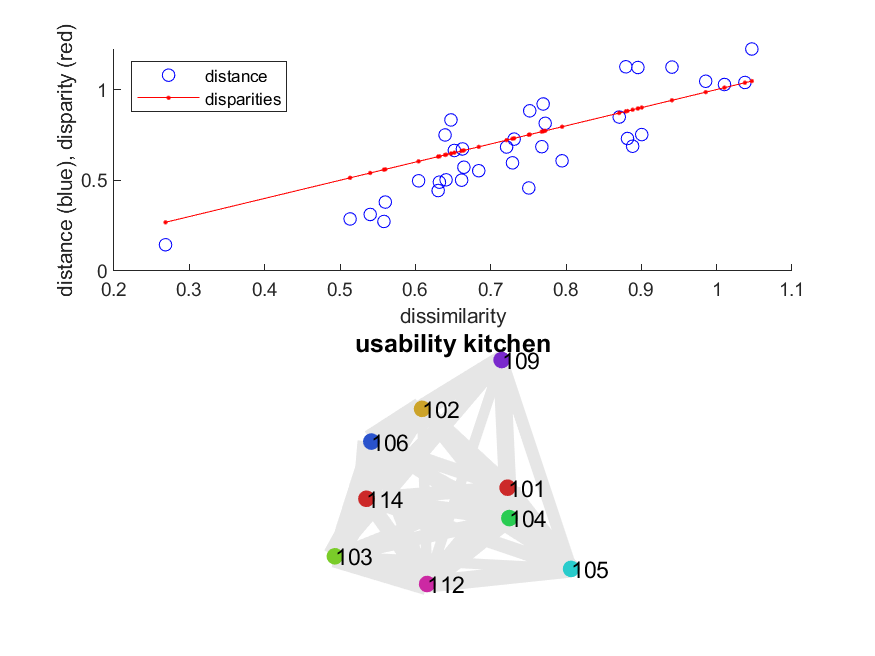 distance (blue), disparity (red)
1
0.5
0
distance
disparities
0.2 0.3 0.4 0.5 0.6 0.7 0.8 0.9 1 1.1
dissimilarity
usability kitchen
109
102
106
101
114
104
103
105
112